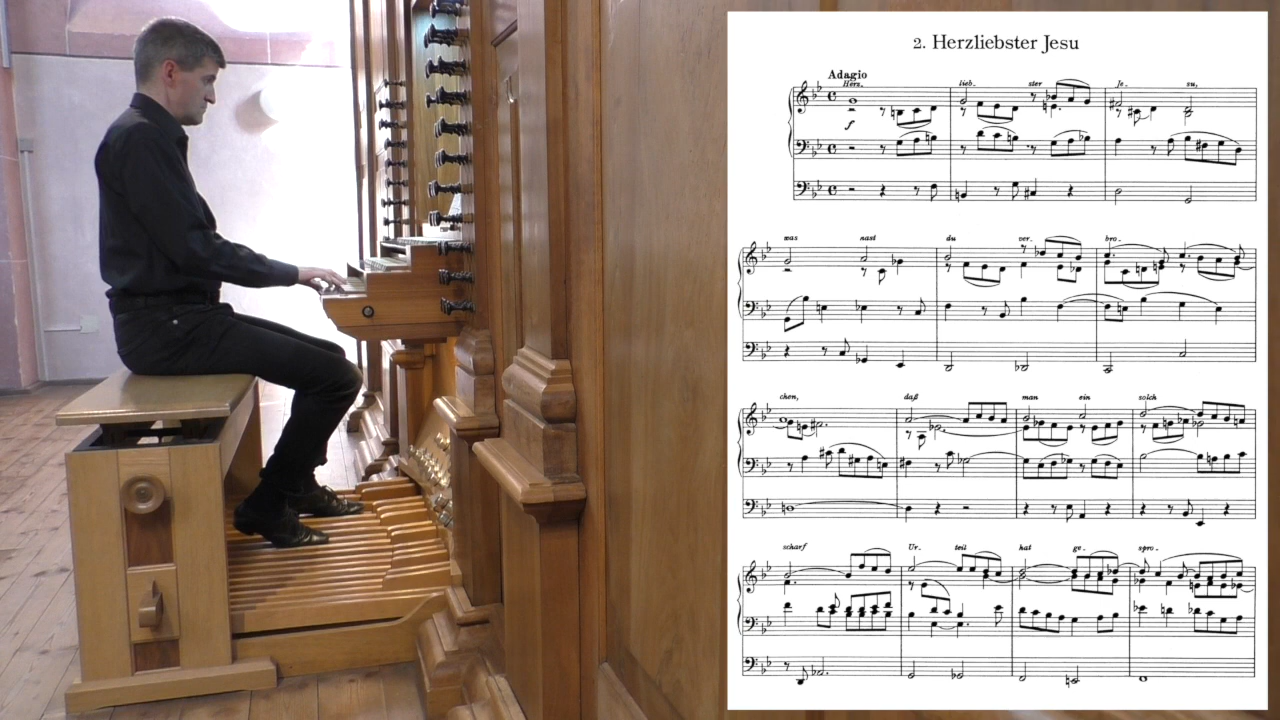 2. Herzliebster Jesu
Adagio
Herz. lieb- ster Je- su,
f
was nast du ver- bro-
chen, daß man ein solch
scharf Ur- teil hat ge- spro-